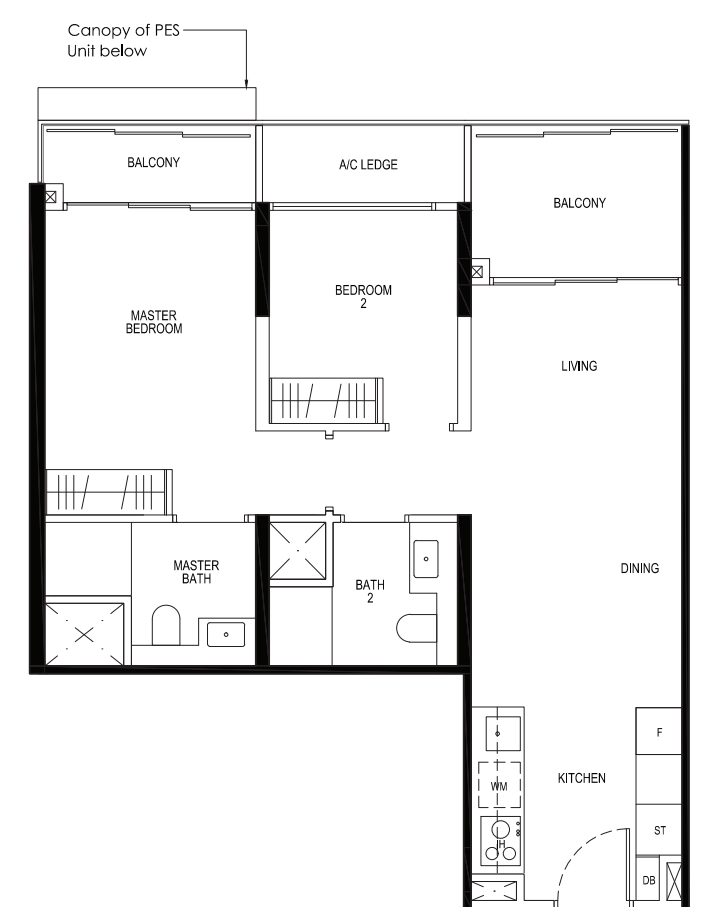 Canopy of PES
Unit below
BALCONY
A/C LEDGE
BALCONY
BEDROOM
2
MASTER
BEDROOM
LIVING
MASTER
BATH
BATH
2
DINING
F
WM
KITCHEN
ST
IH
DB